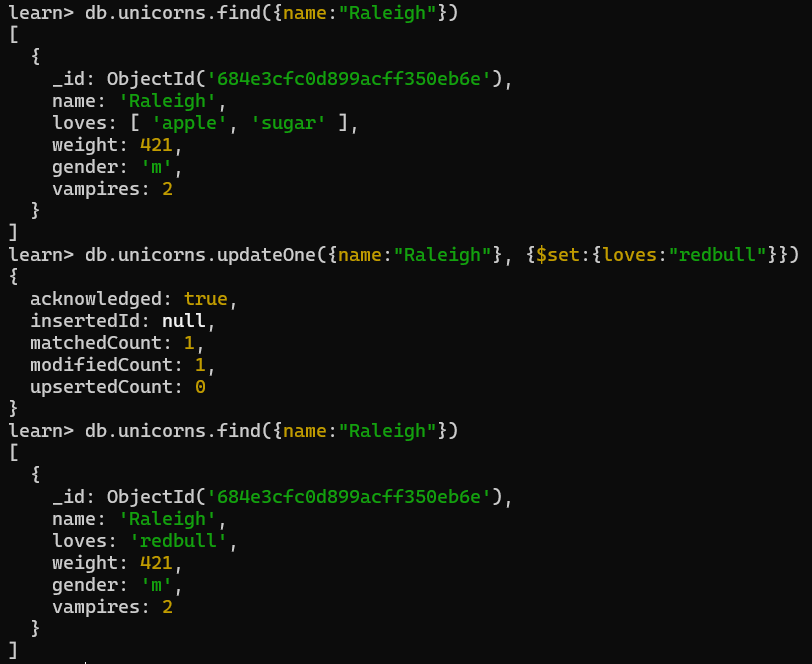 learn> db.unicorns.find({name:"Raleigh"})
[
  {
    _id: ObjectId('684e3cfc0d899acff350eb6e'),
    name: 'Raleigh',
    loves: [ 'apple', 'sugar' ],
    weight: 421,
    gender: 'm',
    vampires: 2
  }
]
learn> db.unicorns.updateOne({name:"Raleigh"}, {$set:{loves:"redbull"}})
{
  acknowledged: true,
  insertedId: null,
  matchedCount: 1,
  modifiedCount: 1,
  upsertedCount: 0
}
learn> db.unicorns.find({name:"Raleigh"})
[
  {
    _id: ObjectId('684e3cfc0d899acff350eb6e'),
    name: 'Raleigh',
    loves: 'redbull',
    weight: 421,
    gender: 'm',
    vampires: 2
  }
]